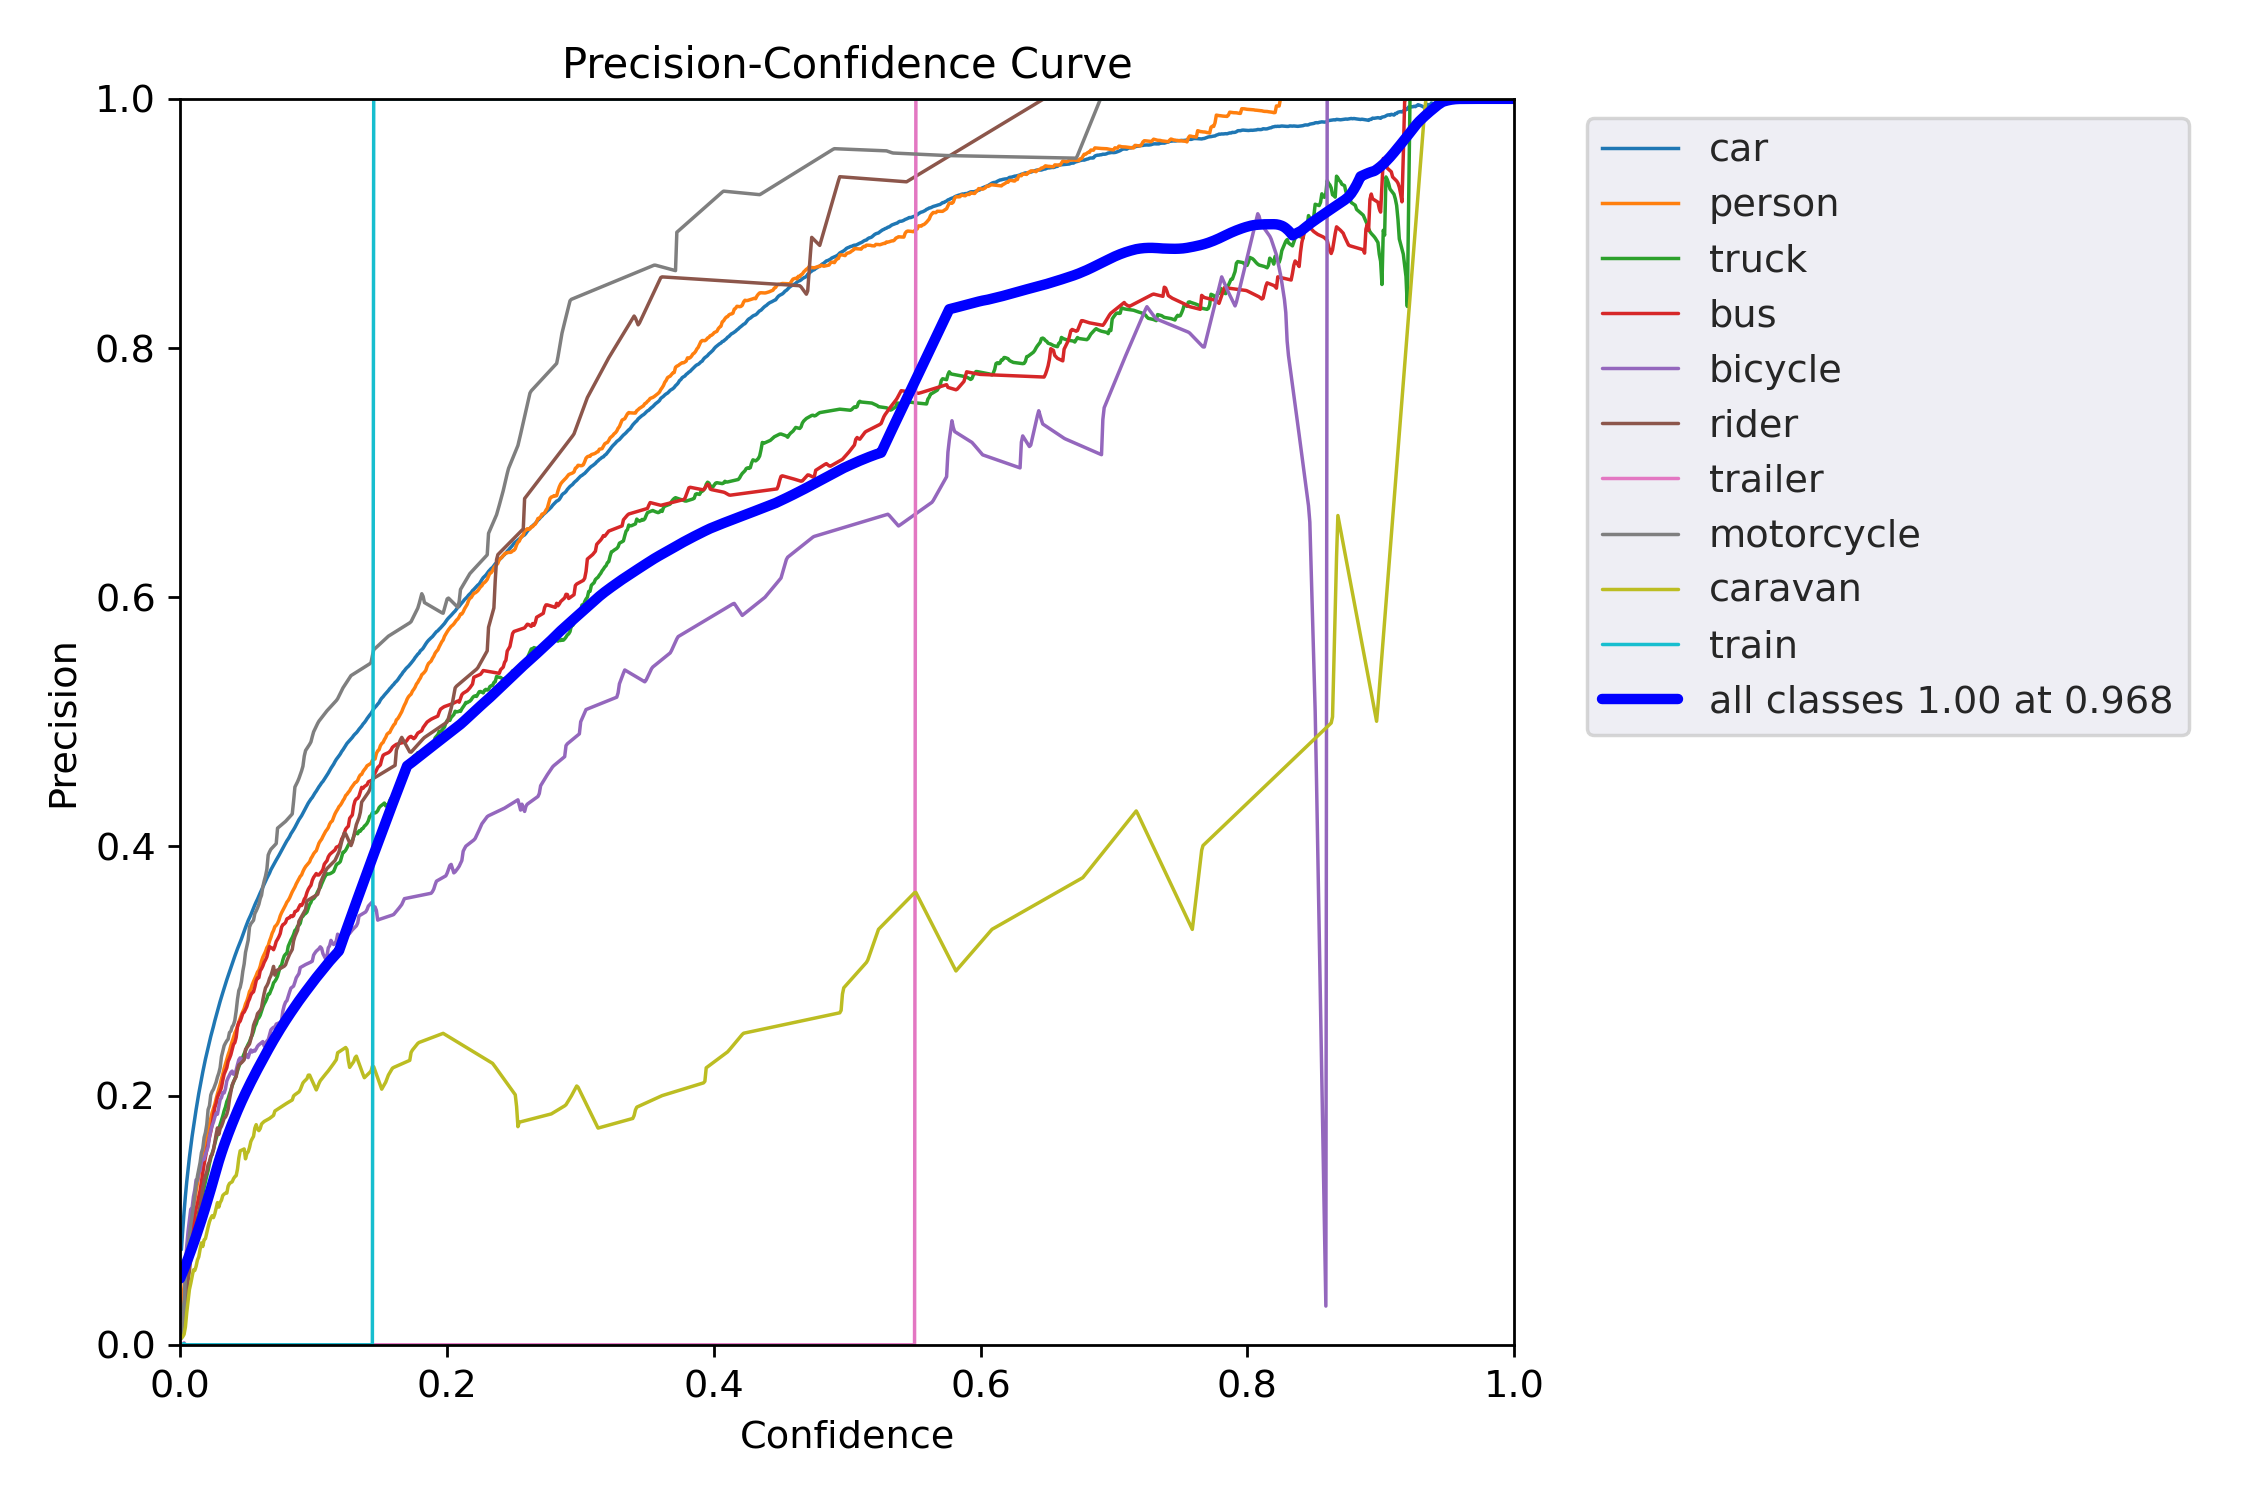 Precision-Confidence Curve
1.0
0.8
0.6
0.4
0.2
0.0
Precision
0.0 0.2 0.4 0.6 0.8 1.0
Confidence
car
person
truck
bus
bicycle
rider
trailer
motorcycle
caravan
train
all classes 1.00 at 0.968